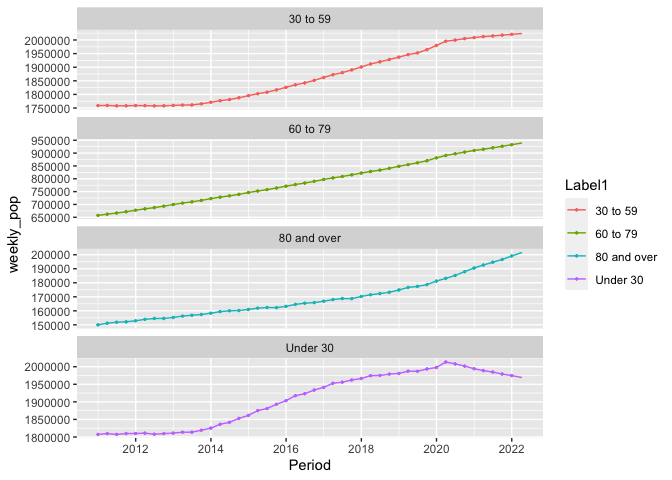 30 to 59
2000000
1950000
1900000
1850000
1800000
1750000
60 to 79
950000
900000
850000
800000
750000
700000
650000
80 and over
200000
190000
180000
170000
160000
150000
Under 30
2000000
1950000
1900000
1850000
1800000
2012 2014 2016 2018 2020 2022
Period
weekly_pop
Label1
30 to 59
60 to 79
80 and over
Under 30